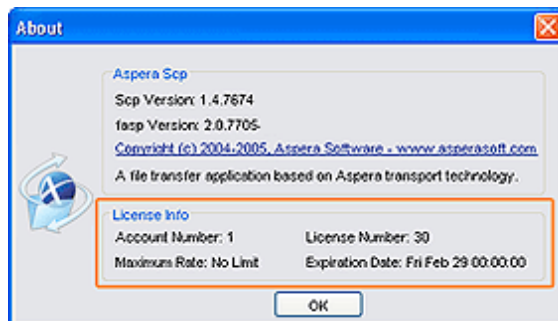 About
Aspera Scp
Scp Version: 1.4.7674
fasp Version: 2.0.7705-
Copyright (c) 2004-2005, Aspera Software - www.asperasoft.com
A file transfer application based on Aspera transport technology.
License Info
Account Number: 1 License Number: 30
Maximum Rate: No Limit Expiration Date: Fri Feb 29 00:00:00
OK